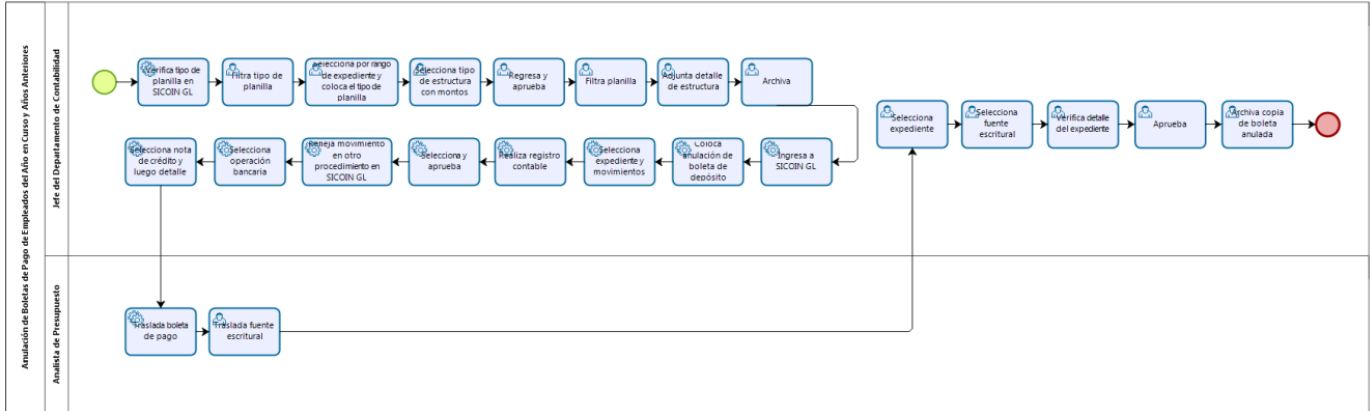 Anulación de Boletas de Pago de Empleados del Año en Curso y Años Anteriores
Jefe del Departamento de Contabilidad
Verifica tipo de
planilla en
SICOIN GL
Filtra tipo de
planilla
Selecciona por rango
de expediente y
coloca el tipo de
planilla
Selecciona tipo
de estructura
con montos
Regresa y
aprueba
Filtra planilla
Adjunta detalle
de estructura
Archiva
Ingresa a
SICOIN GL
Coloca
anulación de
boleta de
depósito
Selecciona
expediente y
movimientos
Realiza registro
contable
Selecciona y
aprueba
Refleja movimiento
en otro
procedimiento en
SICOIN GL
Selecciona
operación
bancaria
Selecciona nota
de crédito y
luego detalle
Analista de Presupuesto
Traslada boleta
de pago
Traslada fuente
escritural
Selecciona
expediente
Selecciona
fuente
escritural
Verifica detalle
del expediente
Aprueba
Archiva copia
de boleta
anulada